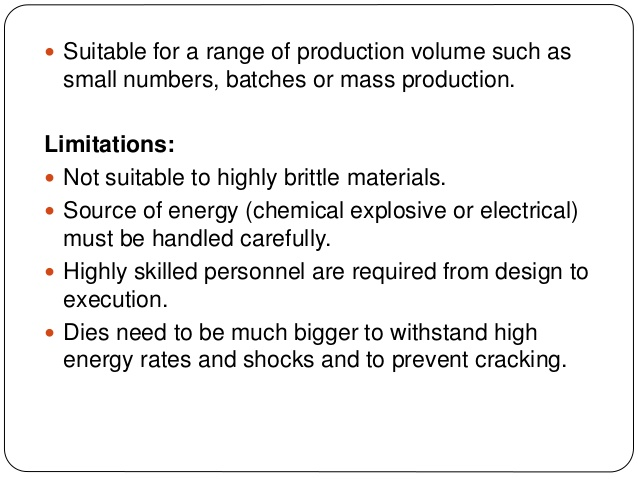 • Suitable for a range of production volume such as
small numbers, batches or mass production.
Limitations:
• Not suitable to highly brittle materials.
• Source of energy (chemical explosive or electrical)
must be handled carefully.
• Highly skilled personnel are required from design to
execution.
• Dies need to be much bigger to withstand high
energy rates and shocks and to prevent cracking.